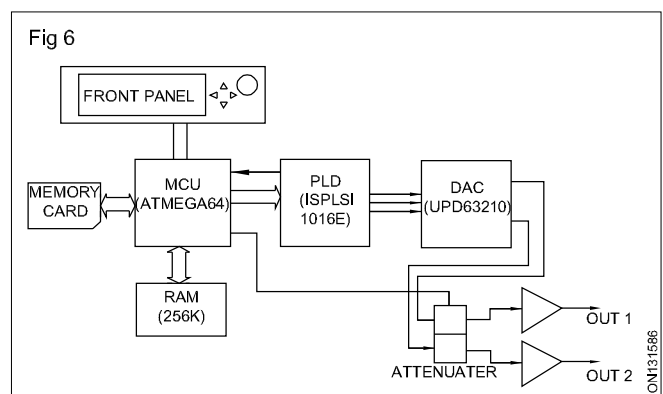 Fig 6
FRONT PANEL
MEMORY
CARD
MCU
(ATMEGA64)
PLD
(ISPLSI
1016E)
DAC
(UPD63210)
RAM
(256K)
ATTENUATER
OUT 1
OUT 2
ON131586